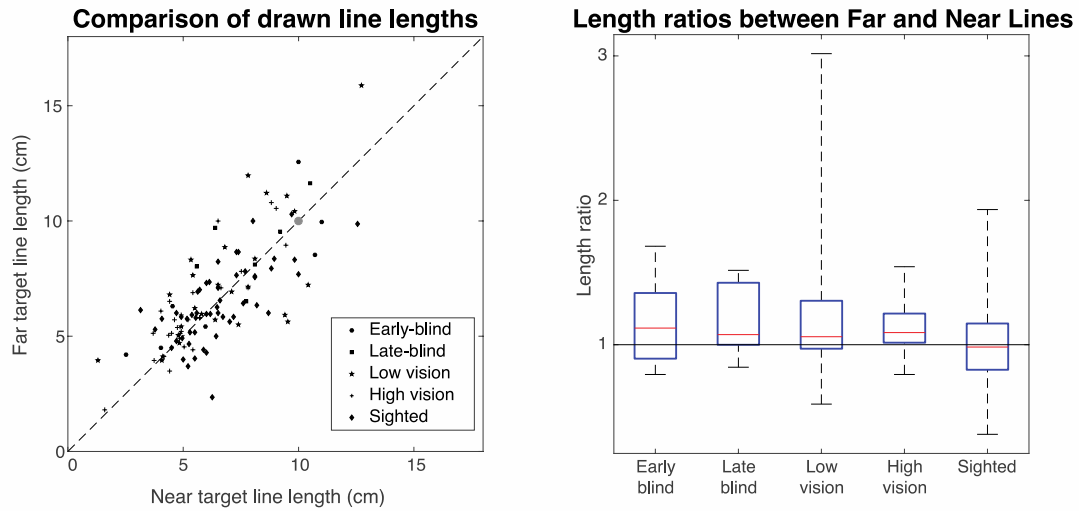 Comparison of drawn line lengths
Far target line length (cm)
15
10
5
0
0
5
10
15
Near target line length (cm)
Early-blind
Late-blind
Low vision
High vision
Sighted
Length ratios between Far and Near Lines
Length ratio
3
2
1
Early
blind
Late
blind
Low
vision
High
vision
Sighted